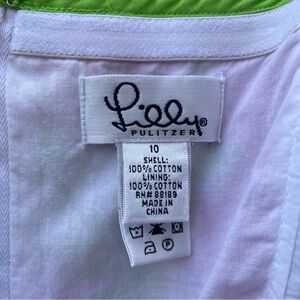 Lilly®
PULITZER
10
SHELL:
100% COTTON
LINING:
100% COTTON
RN# 88189
MADE IN
CHINA
P